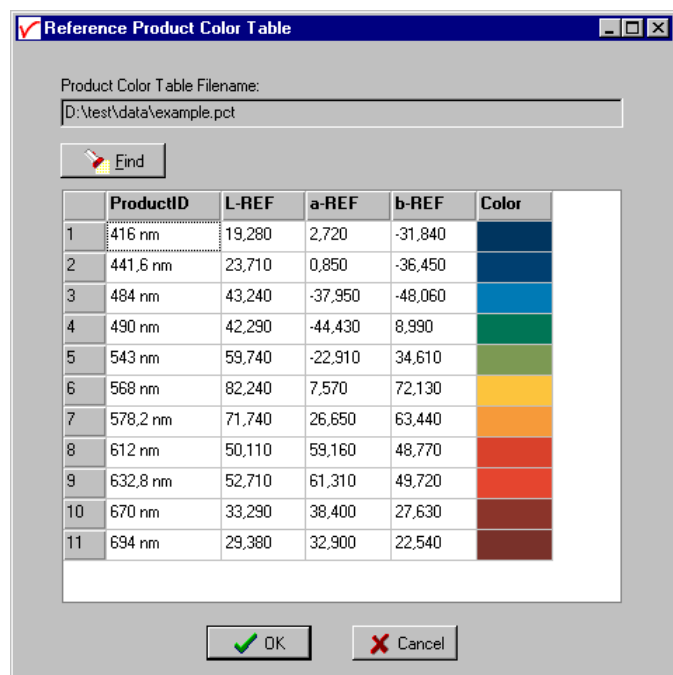 Reference Product Color Table
Product Color Table Filename:
D:\test\data\example.pct
Find
ProductID L-REF a-REF b-REF Color
1 416 nm 19,280 2,720 -31,840
2 441,6 nm 23,710 0,850 -36,450
3 484 nm 43,240 -37,950 -48,060
4 490 nm 42,290 -44,430 8,990
5 543 nm 59,740 -22,910 34,610
6 568 nm 82,240 7,570 72,130
7 578,2 nm 71,740 26,650 63,440
8 612 nm 50,110 59,160 48,770
9 632,8 nm 52,710 61,310 49,720
10 670 nm 33,290 38,400 27,630
11 694 nm 29,380 32,900 22,540
OK Cancel